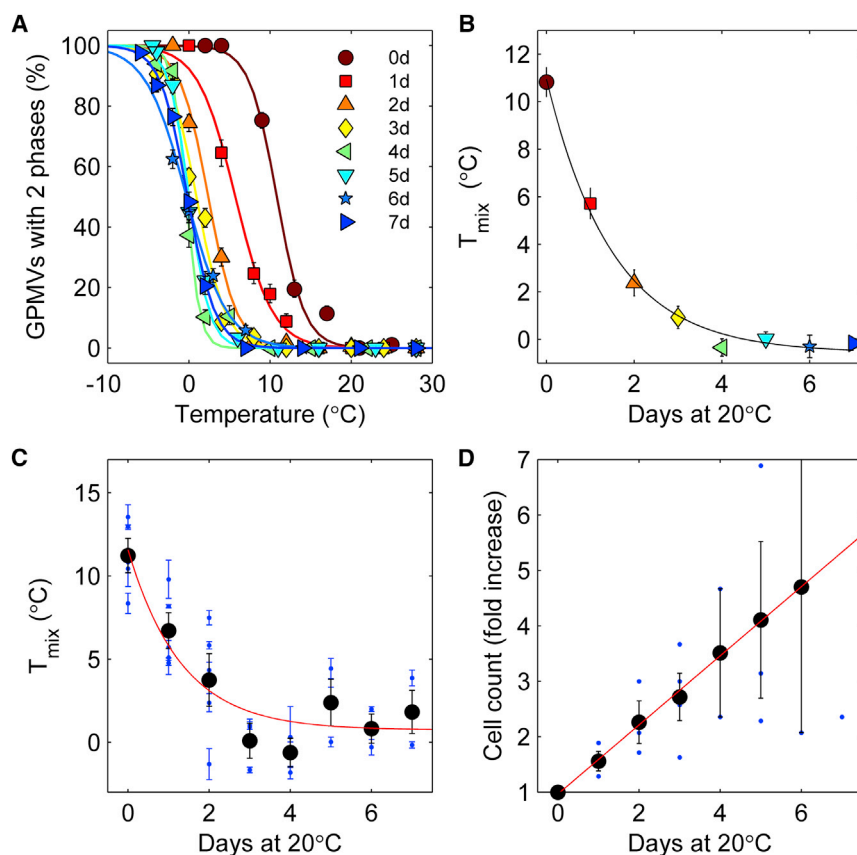 A
GPMVs with 2 phases (%)
100
80
60
40
20
0
-10
0
10
20
30
Temperature (°C)
0d
1d
2d
3d
4d
5d
6d
7d
B
T_mix (°C)
12
10
8
6
4
2
0
0
2
4
6
Days at 20°C
C
T_mix (°C)
15
10
5
0
0
2
4
6
Days at 20°C
D
Cell count (fold increase)
7
6
5
4
3
2
1
0
2
4
6
Days at 20°C